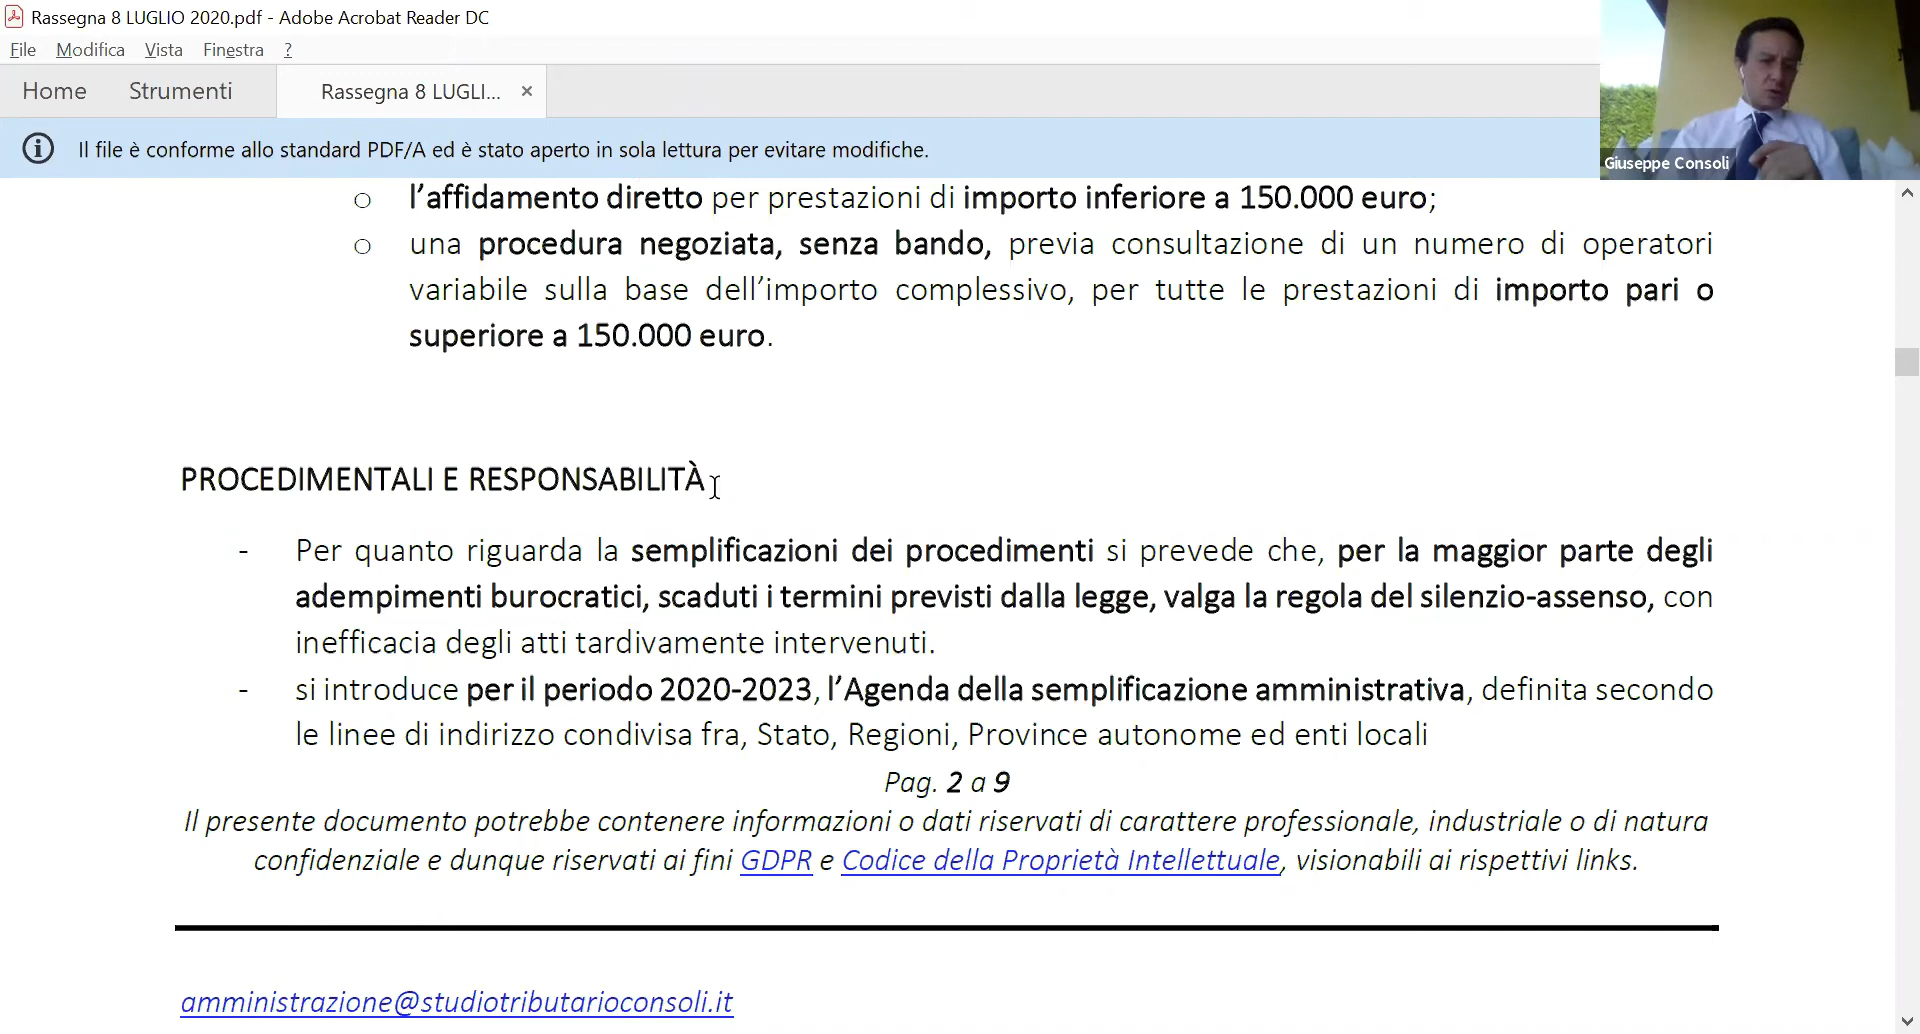 Rassegna 8 LUGLIO 2020.pdf - Adobe Acrobat Reader DC
File Modifica Vista Finestra ?
Home Strumenti Rassegna 8 LUGLI... ×
Il file è conforme allo standard PDF/A ed è stato aperto in sola lettura per evitare modifiche.
Giuseppe Consoli
o l’affidamento diretto per prestazioni di importo inferiore a 150.000 euro;
o una procedura negoziata, senza bando, previa consultazione di un numero di operatori
variabile sulla base dell’importo complessivo, per tutte le prestazioni di importo pari o
superiore a 150.000 euro.
PROCEDIMENTALI E RESPONSABILITÀ
- Per quanto riguarda la semplificazioni dei procedimenti si prevede che, per la maggior parte degli
adempimenti burocratici, scaduti i termini previsti dalla legge, valga la regola del silenzio-assenso, con
inefficacia degli atti tardivamente intervenuti.
- si introduce per il periodo 2020-2023, l’Agenda della semplificazione amministrativa, definita secondo
le linee di indirizzo condivisa fra, Stato, Regioni, Province autonome ed enti locali
Pag. 2 a 9
Il presente documento potrebbe contenere informazioni o dati riservati di carattere professionale, industriale o di natura
confidenziale e dunque riservati ai fini GDPR e Codice della Proprietà Intellettuale, visionabili ai rispettivi links.
amministrazione@studiotributarioconsoli.it